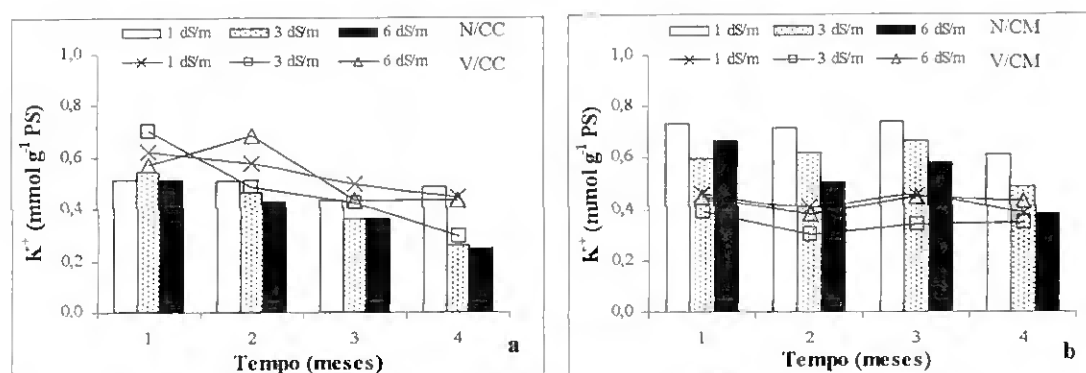 1 dS/m 3 dS/m 6 dS/m N/CC
1 dS/m 3 dS/m 6 dS/m V/CC
K⁺ (mmol g⁻¹ PS)
1,0
0,8
0,6
0,4
0,2
0,0
1 2 3 4
Tempo (meses)
a
1 dS/m 3 dS/m 6 dS/m N/CM
1 dS/m 3 dS/m 6 dS/m V/CM
K⁺ (mmol g⁻¹ PS)
1,0
0,8
0,6
0,4
0,2
0,0
1 2 3 4
Tempo (meses)
b